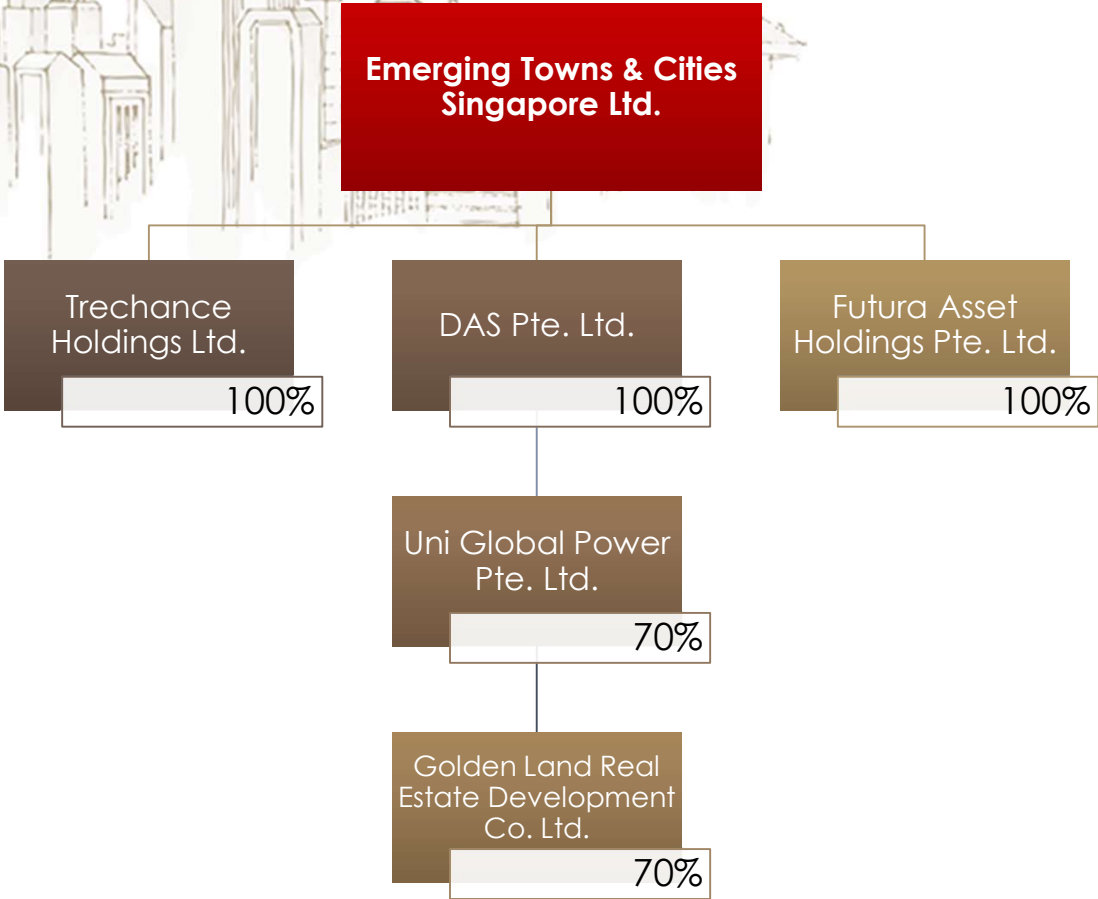 Emerging Towns & Cities
Singapore Ltd.
Trechance
Holdings Ltd.
100%
DAS Pte. Ltd.
100%
Futura Asset
Holdings Pte. Ltd.
100%
Uni Global Power
Pte. Ltd.
70%
Golden Land Real
Estate Development
Co. Ltd.
70%